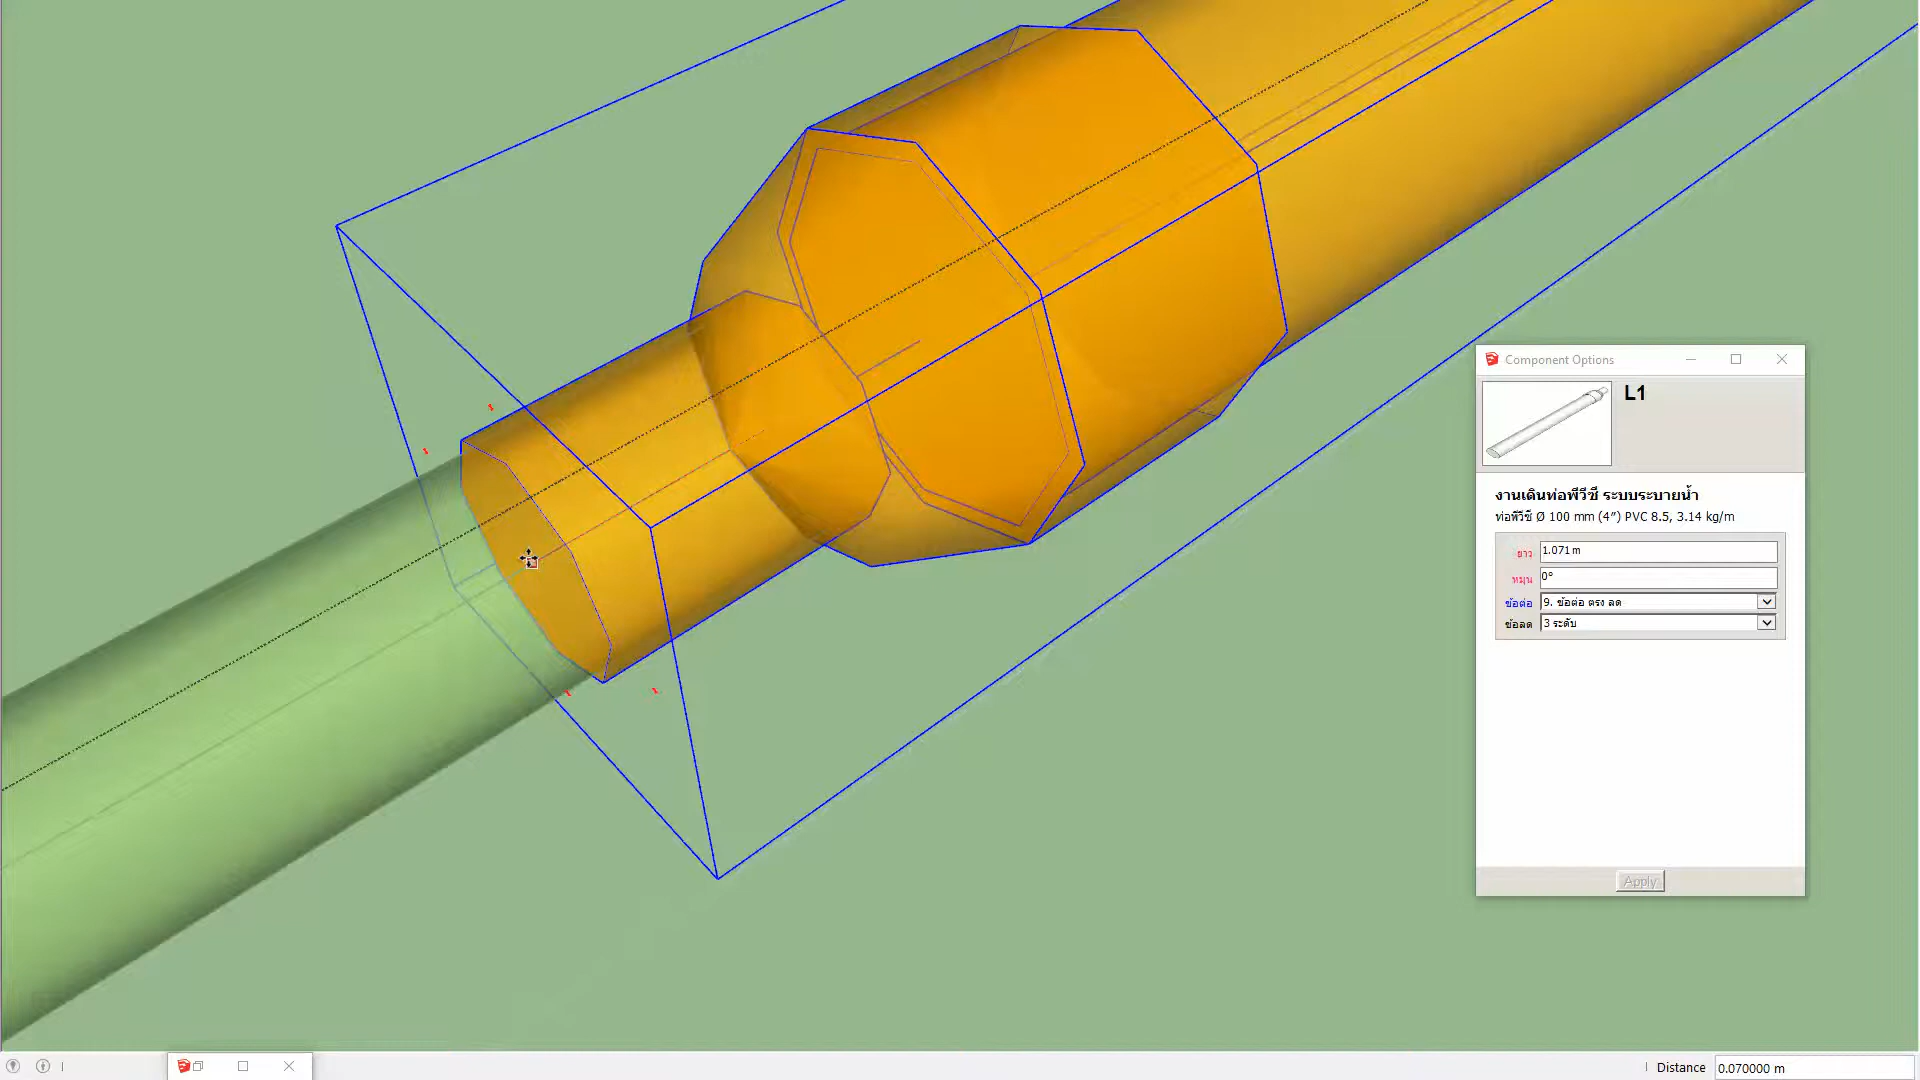 Component Options
L1
งานเดินท่อพีวีซี ระบบระบายน้ำ
ท่อพีวีซี Ø 100 mm (4″) PVC 8.5, 3.14 kg/m
ยาว 1.071m
หมุน 0°
ข้อต่อ 9. ข้อต่อ ตรง ลด
ข้อลด 3 ระดับ
Apply
Distance 0.070000 m